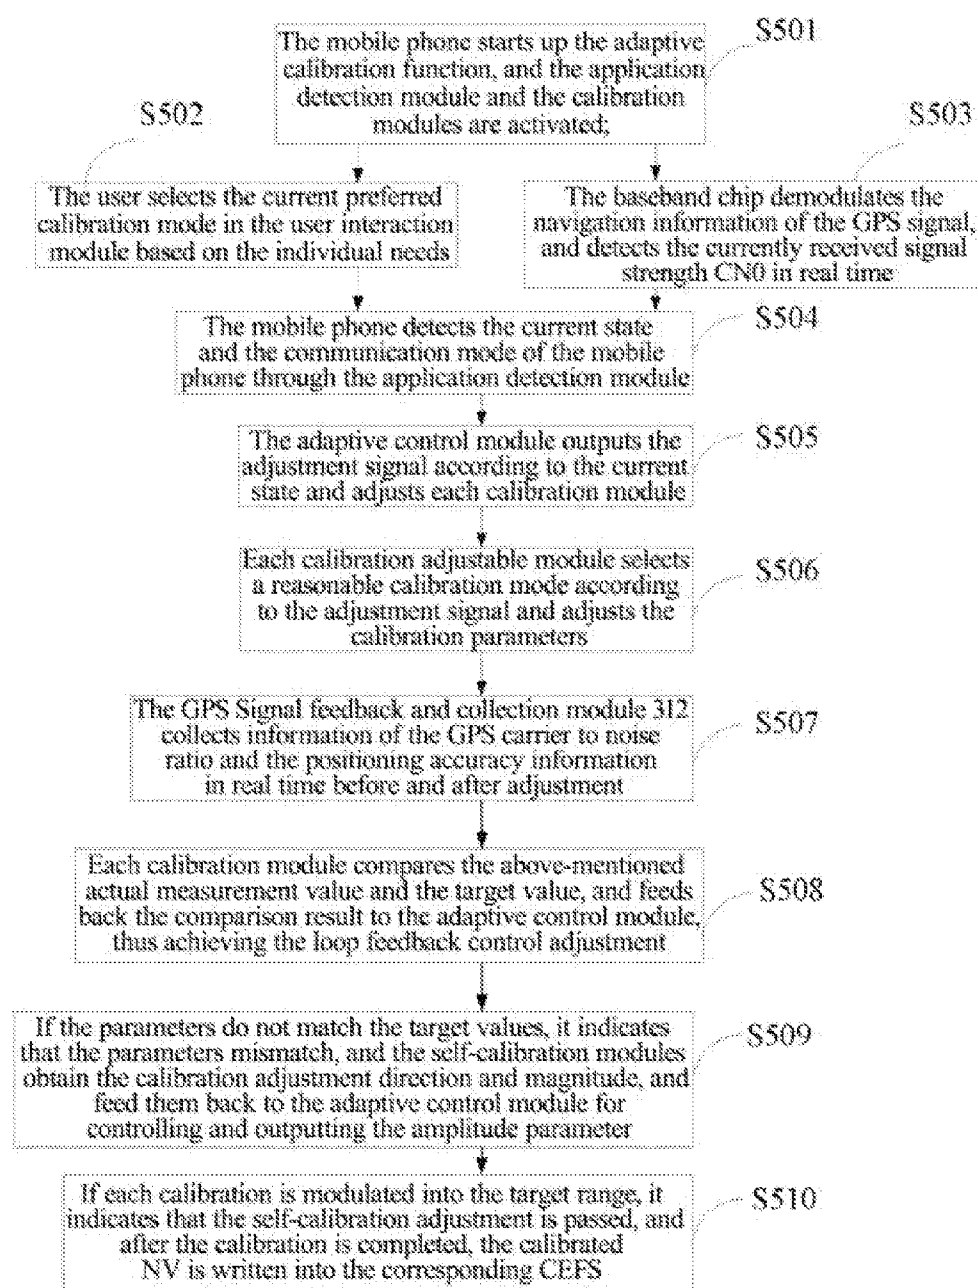 S501
The mobile phone starts up the adaptive
calibration function, and the application
detection module and the calibration
modules are activated;
S502
The user selects the current preferred
calibration mode in the user interaction
module based on the individual needs
S503
The baseband chip demodulates the
navigation information of the GPS signal,
and detects the currently received signal
strength CN0 in real time
S504
The mobile phone detects the current state
and the communication mode of the mobile
phone through the application detection module
S505
The adaptive control module outputs the
adjustment signal according to the current
state and adjusts each calibration module
S506
Each calibration adjustable module selects
a reasonable calibration mode according
to the adjustment signal and adjusts the
calibration parameters
S507
The GPS Signal feedback and collection module 312
collects information of the GPS carrier to noise
ratio and the positioning accuracy information
in real time before and after adjustment
S508
Each calibration module compares the above-mentioned
actual measurement value and the target value, and feeds
back the comparison result to the adaptive control module,
thus achieving the loop feedback control adjustment
S509
If the parameters do not match the target values, it indicates
that the parameters mismatch, and the self-calibration modules
obtain the calibration adjustment direction and magnitude, and
feed them back to the adaptive control module for
controlling and outputting the amplitude parameter
S510
If each calibration is modulated into the target range, it
indicates that the self-calibration adjustment is passed, and
after the calibration is completed, the calibrated
NV is written into the corresponding CEFS